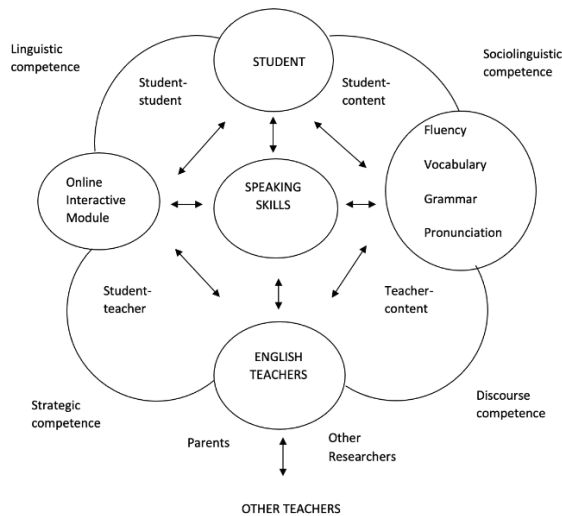 Linguistic
competence
STUDENT
Sociolinguistic
competence
Student-
student
Student-
content
Online
Interactive
Module
SPEAKING
SKILLS
Fluency
Vocabulary
Grammar
Pronunciation
Student-
teacher
Teacher-
content
ENGLISH
TEACHERS
Strategic
competence
Discourse
competence
Parents
Other
Researchers
OTHER TEACHERS